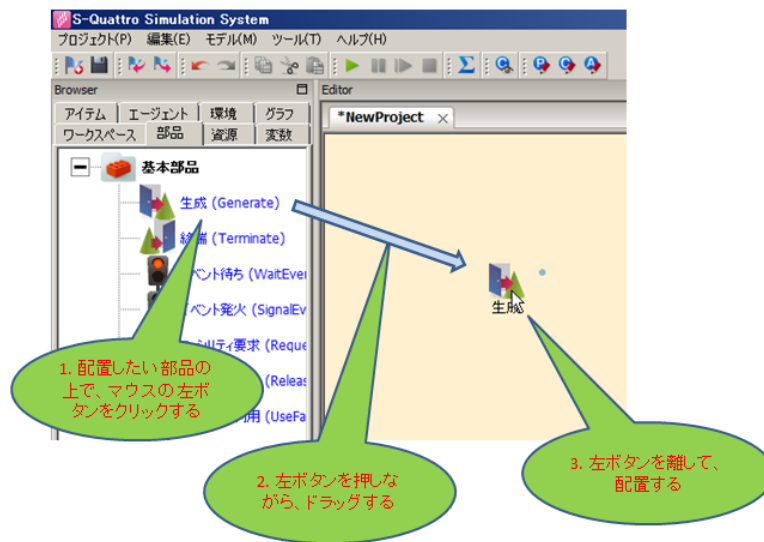 S-Quattro Simulation System
プロジェクト(P) 編集(E) モデル(M) ツール(T) ヘルプ(H)
Browser
Editor
アイテム エージェント 環境 グラフ
ワークスペース 部品 資源 変数
*NewProject
基本部品
生成 (Generate)
終端 (Terminate)
ベント待ち (WaitEve
ベント発火 (SignalEv
リティ要求 (Reque
(Releas
用 (UseFa
生成
1. 配置したい部品の
上で、マウスの左ボ
タンをクリックする
2. 左ボタンを押しな
がら、ドラッグする
3. 左ボタンを離して、
配置する